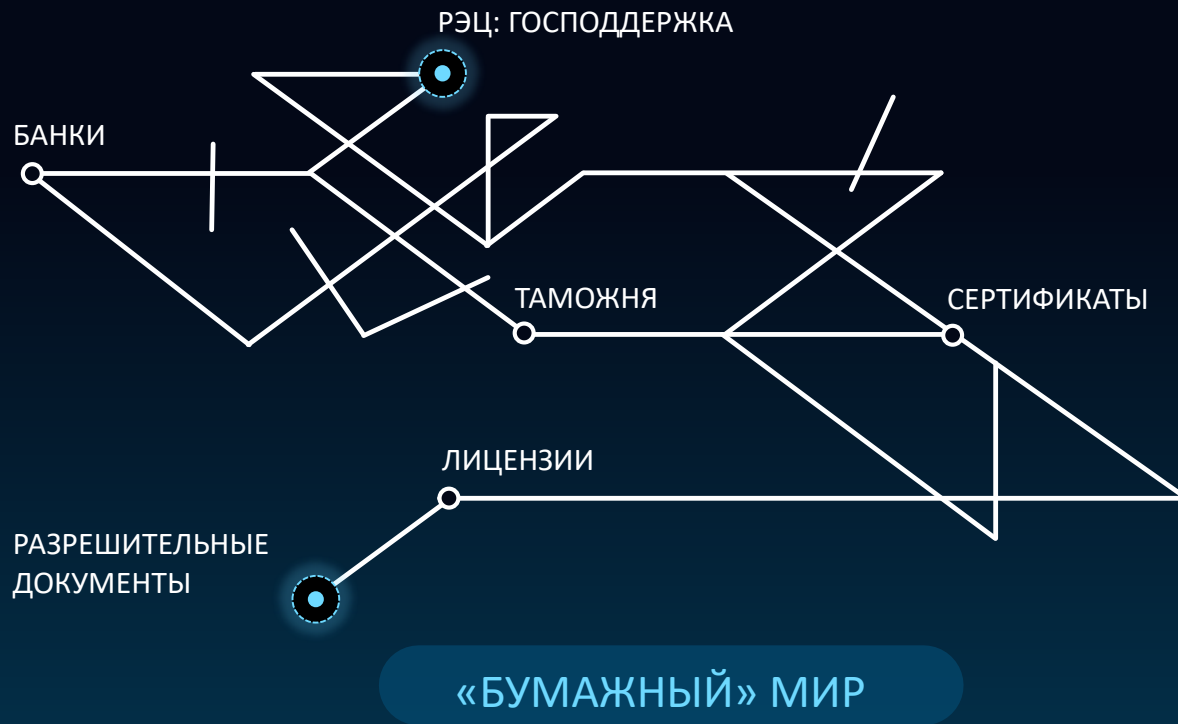 РЭЦ: ГОСПОДДЕРЖКА
БАНКИ
ТАМОЖНЯ
СЕРТИФИКАТЫ
ЛИЦЕНЗИИ
РАЗРЕШИТЕЛЬНЫЕ
ДОКУМЕНТЫ
«БУМАЖНЫЙ» МИР